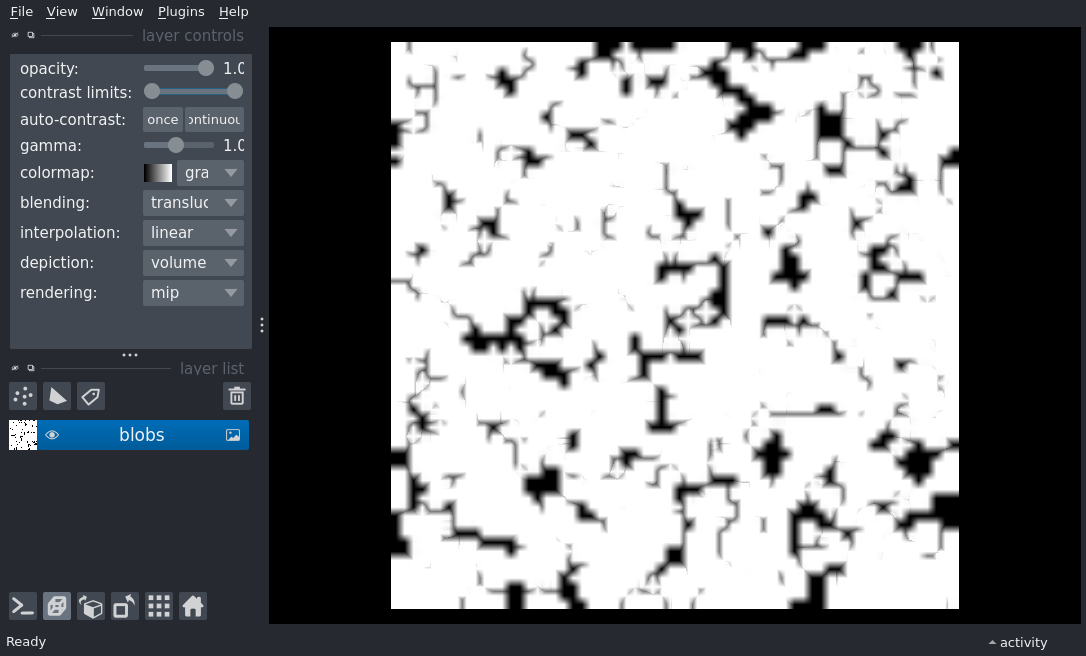 File View Window Plugins Help
layer controls
opacity: 1.0
contrast limits:
auto-contrast: once ontinuou
gamma: 1.0
colormap: gra
blending: transluc
interpolation: linear
depiction: volume
rendering: mip
layer list
blobs
Ready
activity